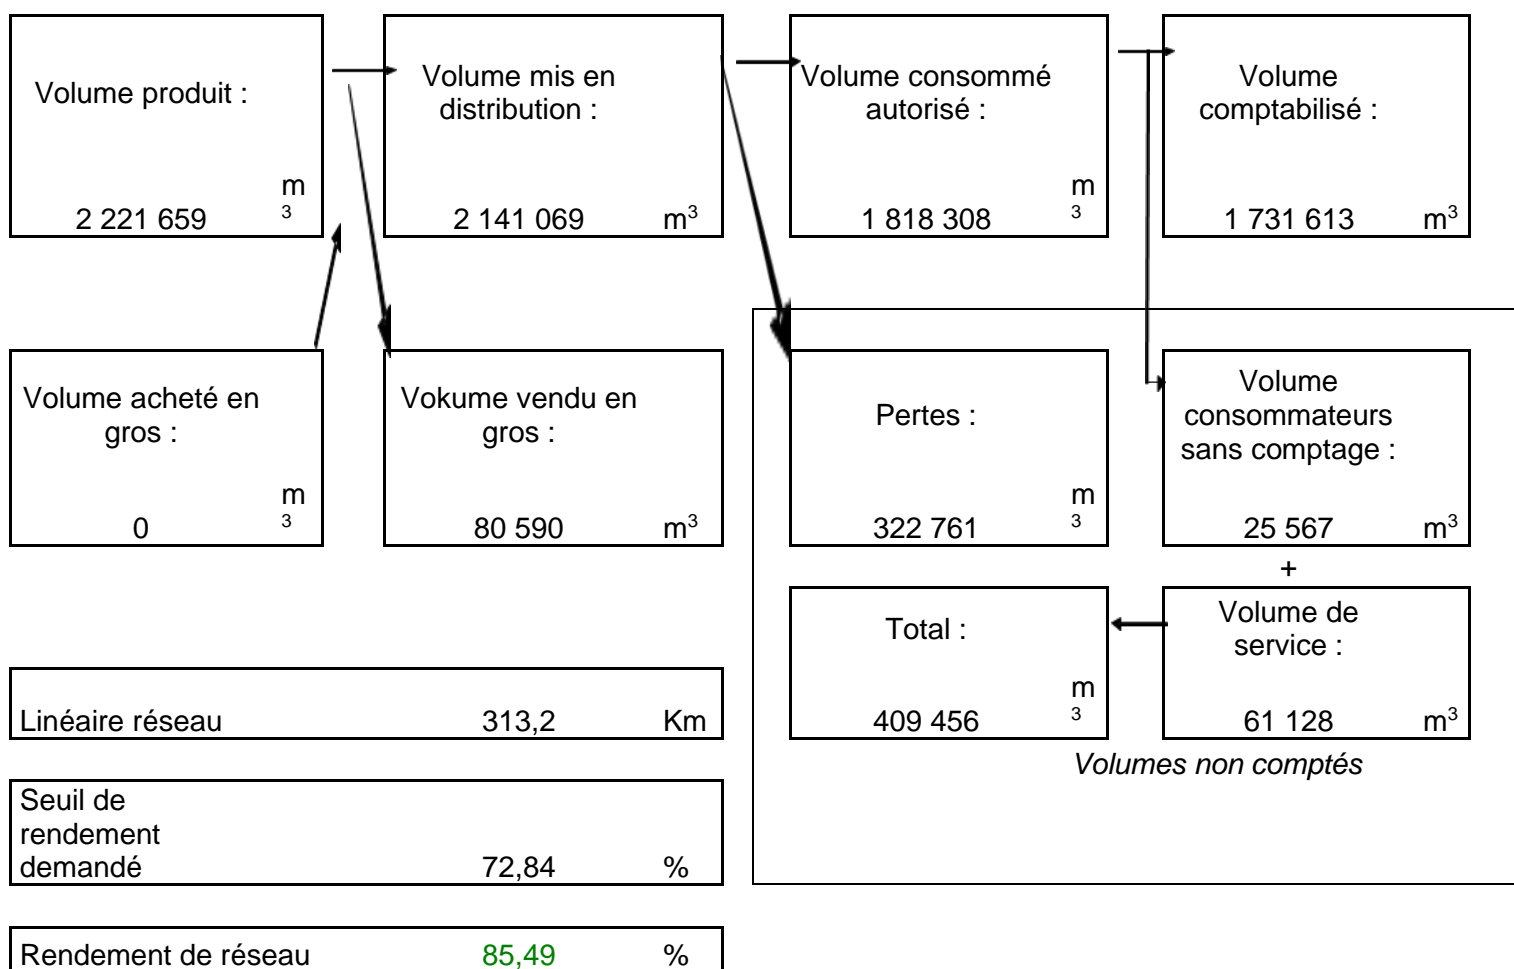 Volume produit :
m
2 221 659 3
Volume mis en
distribution :
2 141 069 m3
Volume consommé
autorisé :
m
1 818 308 3
Volume
comptabilisé :
1 731 613 m3
Volume acheté en
gros :
m
0 3
Vokume vendu en
gros :
80 590 m3
Pertes :
m
322 761 3
Volume
consommateurs
sans comptage :
25 567 m3
+
Total :
m
409 456 3
Volume de
service :
61 128 m3
Volumes non comptés
Linéaire réseau 313,2 Km
Seuil de
rendement
demandé 72,84 %
Rendement de réseau 85,49 %